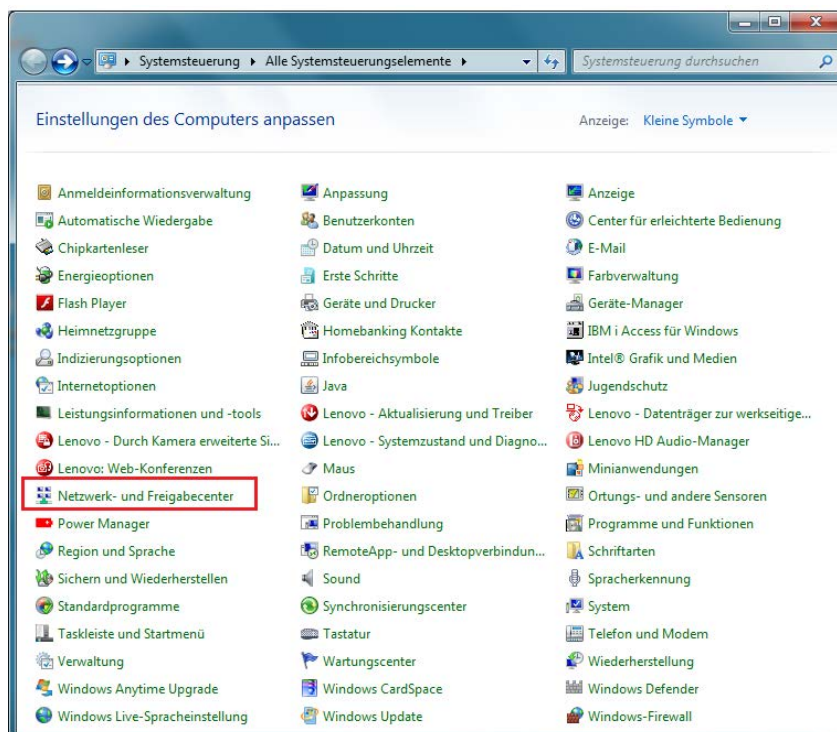 Systemsteuerung ▸ Alle Systemsteuerungselemente ▸
Systemsteuerung durchsuchen
Einstellungen des Computers anpassen
Anzeige: Kleine Symbole
Anmeldeinformationsverwaltung Anpassung Anzeige
Automatische Wiedergabe Benutzerkonten Center für erleichterte Bedienung
Chipkartenleser Datum und Uhrzeit E-Mail
Energieoptionen Erste Schritte Farbverwaltung
Flash Player Geräte und Drucker Geräte-Manager
Heimnetzgruppe Homebanking Kontakte IBM i Access für Windows
Indizierungsoptionen Infobereichsymbole Intel® Grafik und Medien
Internetoptionen Java Jugendschutz
Leistungsinformationen und -tools Lenovo - Aktualisierung und Treiber Lenovo - Datenträger zur werkseitige...
Lenovo - Durch Kamera erweiterte Si... Lenovo - Systemzustand und Diagno... Lenovo HD Audio-Manager
Lenovo: Web-Konferenzen Maus Minianwendungen
Netzwerk- und Freigabecenter Ordneroptionen Ortungs- und andere Sensoren
Power Manager Problembehandlung Programme und Funktionen
Region und Sprache RemoteApp- und Desktopverbindun... Schriftarten
Sichern und Wiederherstellen Sound Spracherkennung
Standardprogramme Synchronisierungscenter System
Taskleiste und Startmenü Tastatur Telefon und Modem
Verwaltung Wartungscenter Wiederherstellung
Windows Anytime Upgrade Windows CardSpace Windows Defender
Windows Live-Spracheinstellung Windows Update Windows-Firewall